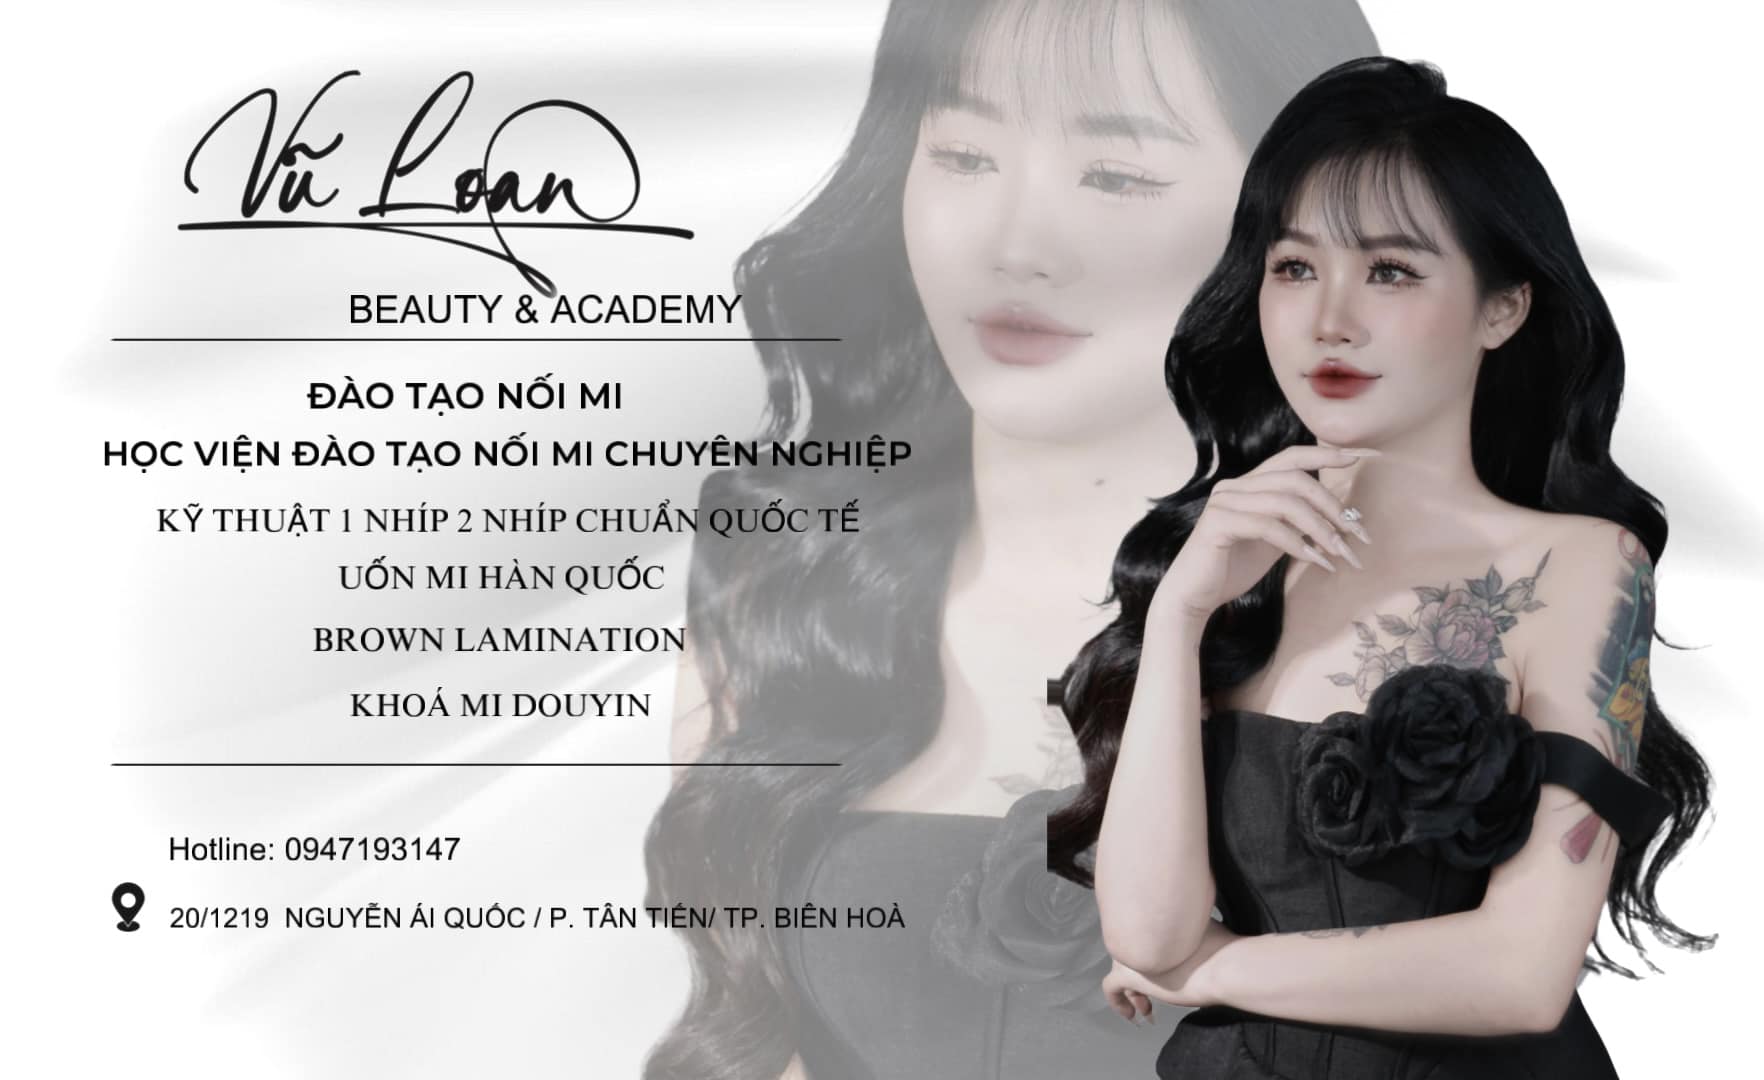 Vũ Loan
BEAUTY & ACADEMY
ĐÀO TẠO NỐI MI
HỌC VIỆN ĐÀO TẠO NỐI MI CHUYÊN NGHIỆP
KỸ THUẬT 1 NHÍP 2 NHÍP CHUẨN QUỐC TẾ
UỐN MI HÀN QUỐC
BROWN LAMINATION
KHOÁ MI DOUYIN
Hotline: 0947193147
20/1219 NGUYỄN ÁI QUỐC / P. TÂN TIẾN/ TP. BIÊN HOÀ